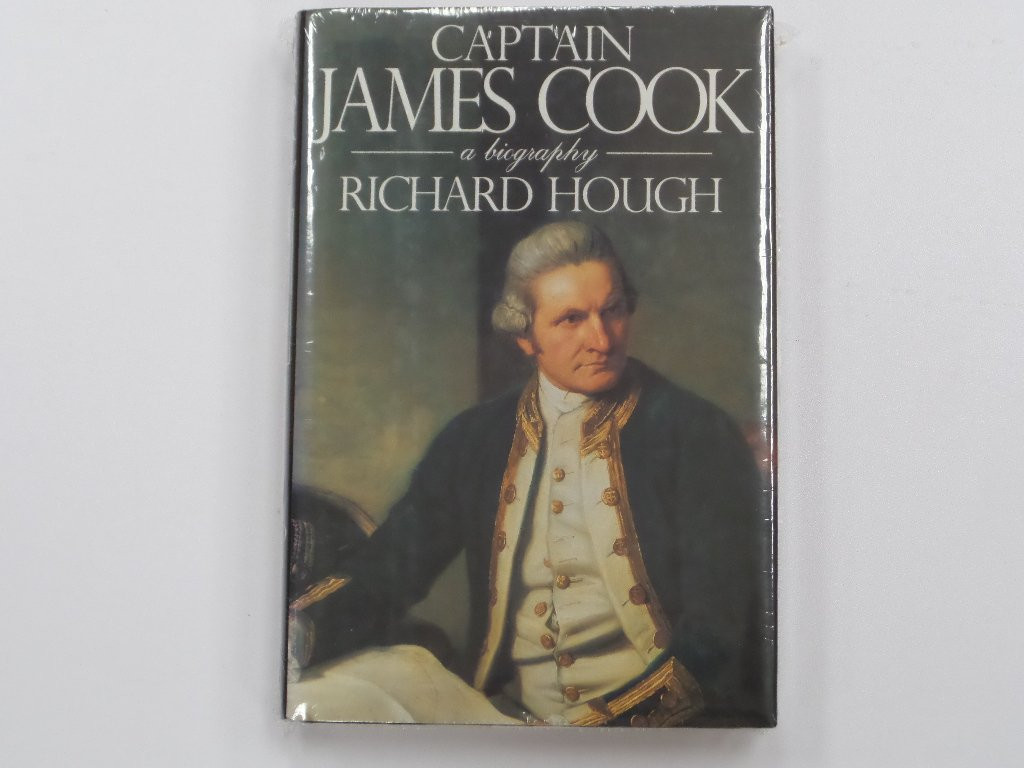 CAPTAIN
JAMES COOK
a biography
RICHARD HOUGH